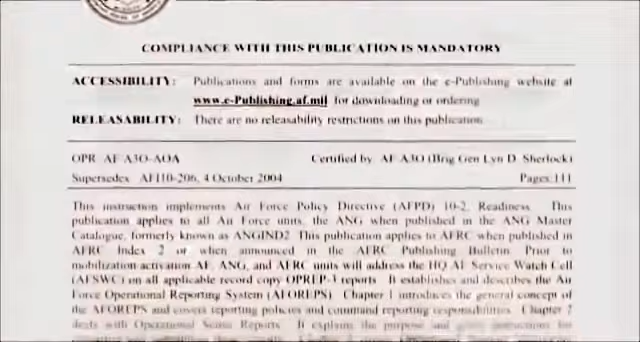 COMPLIANCE WITH THIS PUBLICATION IS MANDATORY
ACCESSIBILITY: Publications and forms are available on the e-Publishing website at
www.e-Publishing.af.mil for downloading or ordering
RELEASABILITY: There are no releasability restrictions on this publication
OPR AF A3O-AOA Certified by AF A3O (Brig Gen Lyn D. Sherlock)
Supersedes AFI10-206, 4 October 2004 Pages 111
This instruction implements Air Force Policy Directive (AFPD) 10-2, Readiness. This
publication applies to all Air Force units, the ANG when published in the ANG Master
Catalogue, formerly known as ANGIND2 This publication applies to AFRC when published in
AFRC Index 2 or when announced in the AFRC Publishing Bulletin Prior to
mobilization activation AF, ANG, and AFRC units will address the HQ AF Service Watch Cell
(AFSWC) on all applicable record copy OPREP-3 reports It establishes and describes the Air
Force Operational Reporting System (AFOREPS) Chapter 1 introduces the general concept of
the AFOREPS and covers reporting policies and command reporting responsibilities. Chapter 2
deals with Operational Status Reports It explains the purpose and gives instructions for